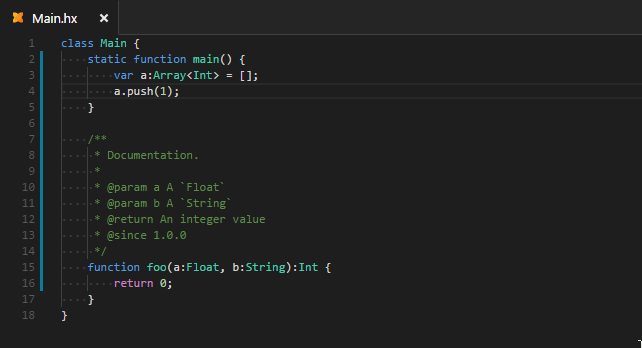 Main.hx ×
1 class Main {
2 ····static function main() {
3 ········var a:Array<Int> = [];
4 ········a.push(1);
5 ····}
6
7 ····/**
8 ·····* Documentation.
9 ·····*
10 ·····* @param a A `Float`
11 ·····* @param b A `String`
12 ·····* @return An integer value
13 ·····* @since 1.0.0
14 ·····*/
15 ····function foo(a:Float, b:String):Int {
16 ········return 0;
17 ····}
18 }